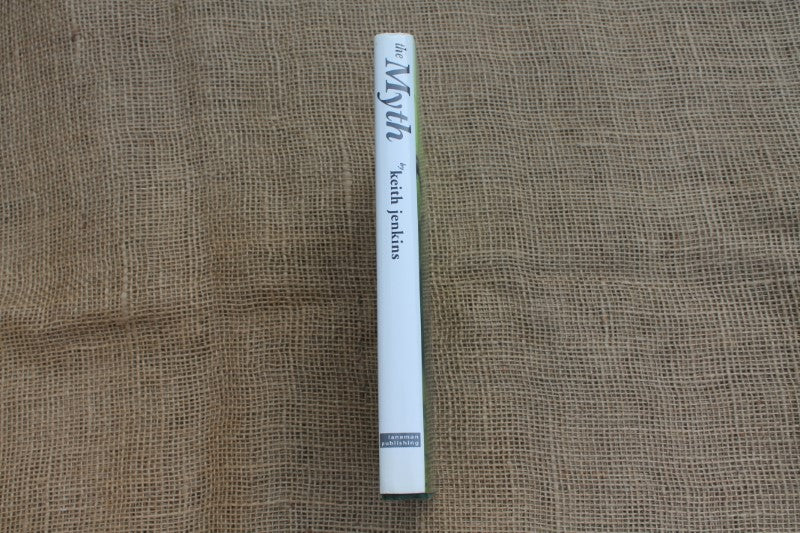 the Myth
by keith jenkins
laneman
publishing